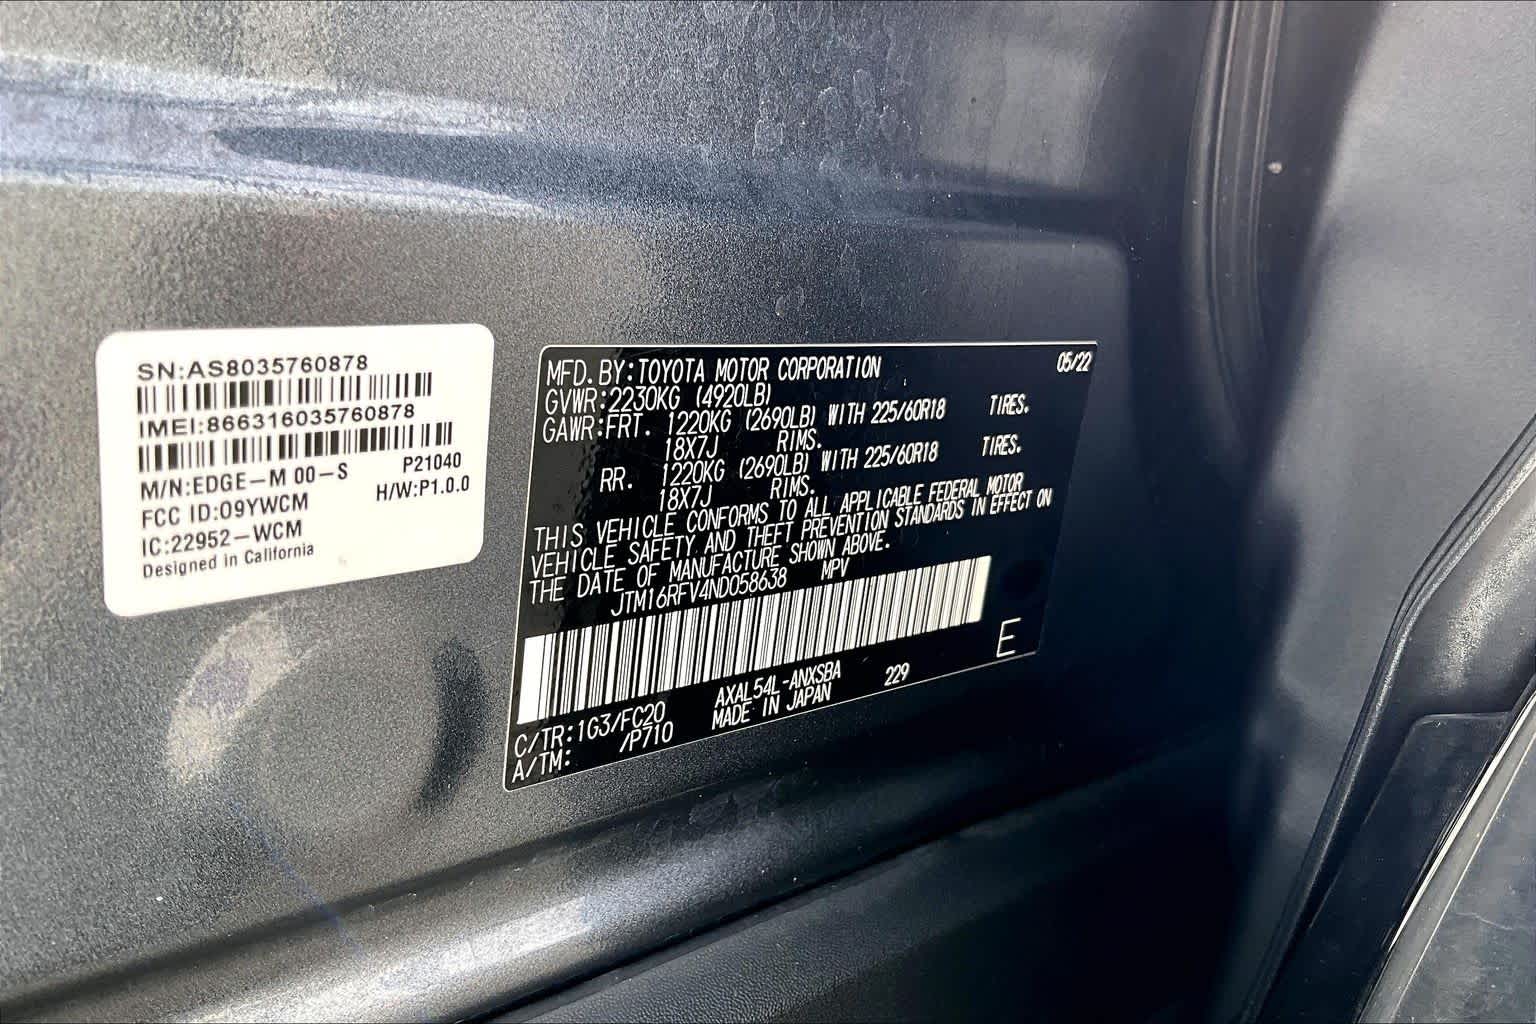 SN:AS8035760878
IMEI:866316035760878
M/N:EDGE-M 00-S P21040
FCC ID:09YWCM H/W:P1.0.0
IC:22952-WCM
Designed in California
MFD. BY:TOYOTA MOTOR CORPORATION 05/22
GVWR:2230KG (4920LB)
GAWR:FRT. 1220KG (2690LB) WITH 225/60R18 TIRES.
18X7J RIMS.
RR. 1220KG (2690LB) WITH 225/60R18 TIRES.
18X7J RIMS.
THIS VEHICLE CONFORMS TO ALL APPLICABLE FEDERAL MOTOR
VEHICLE SAFETY AND THEFT PREVENTION STANDARDS IN EFFECT ON
THE DATE OF MANUFACTURE SHOWN ABOVE.
JTM16RFV4ND058638 MPV
E
C/TR:1G3/FC20 AXAL54L-ANXSBA 229
A/TM: /P710 MADE IN JAPAN